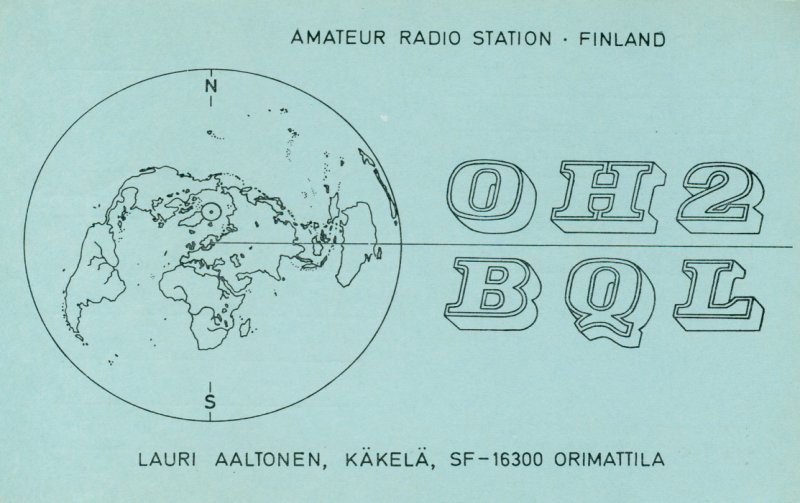 AMATEUR RADIO STATION · FINLAND
N
OH2
BQL
S
LAURI AALTONEN, KÄKELÄ, SF-16300 ORIMATTILA